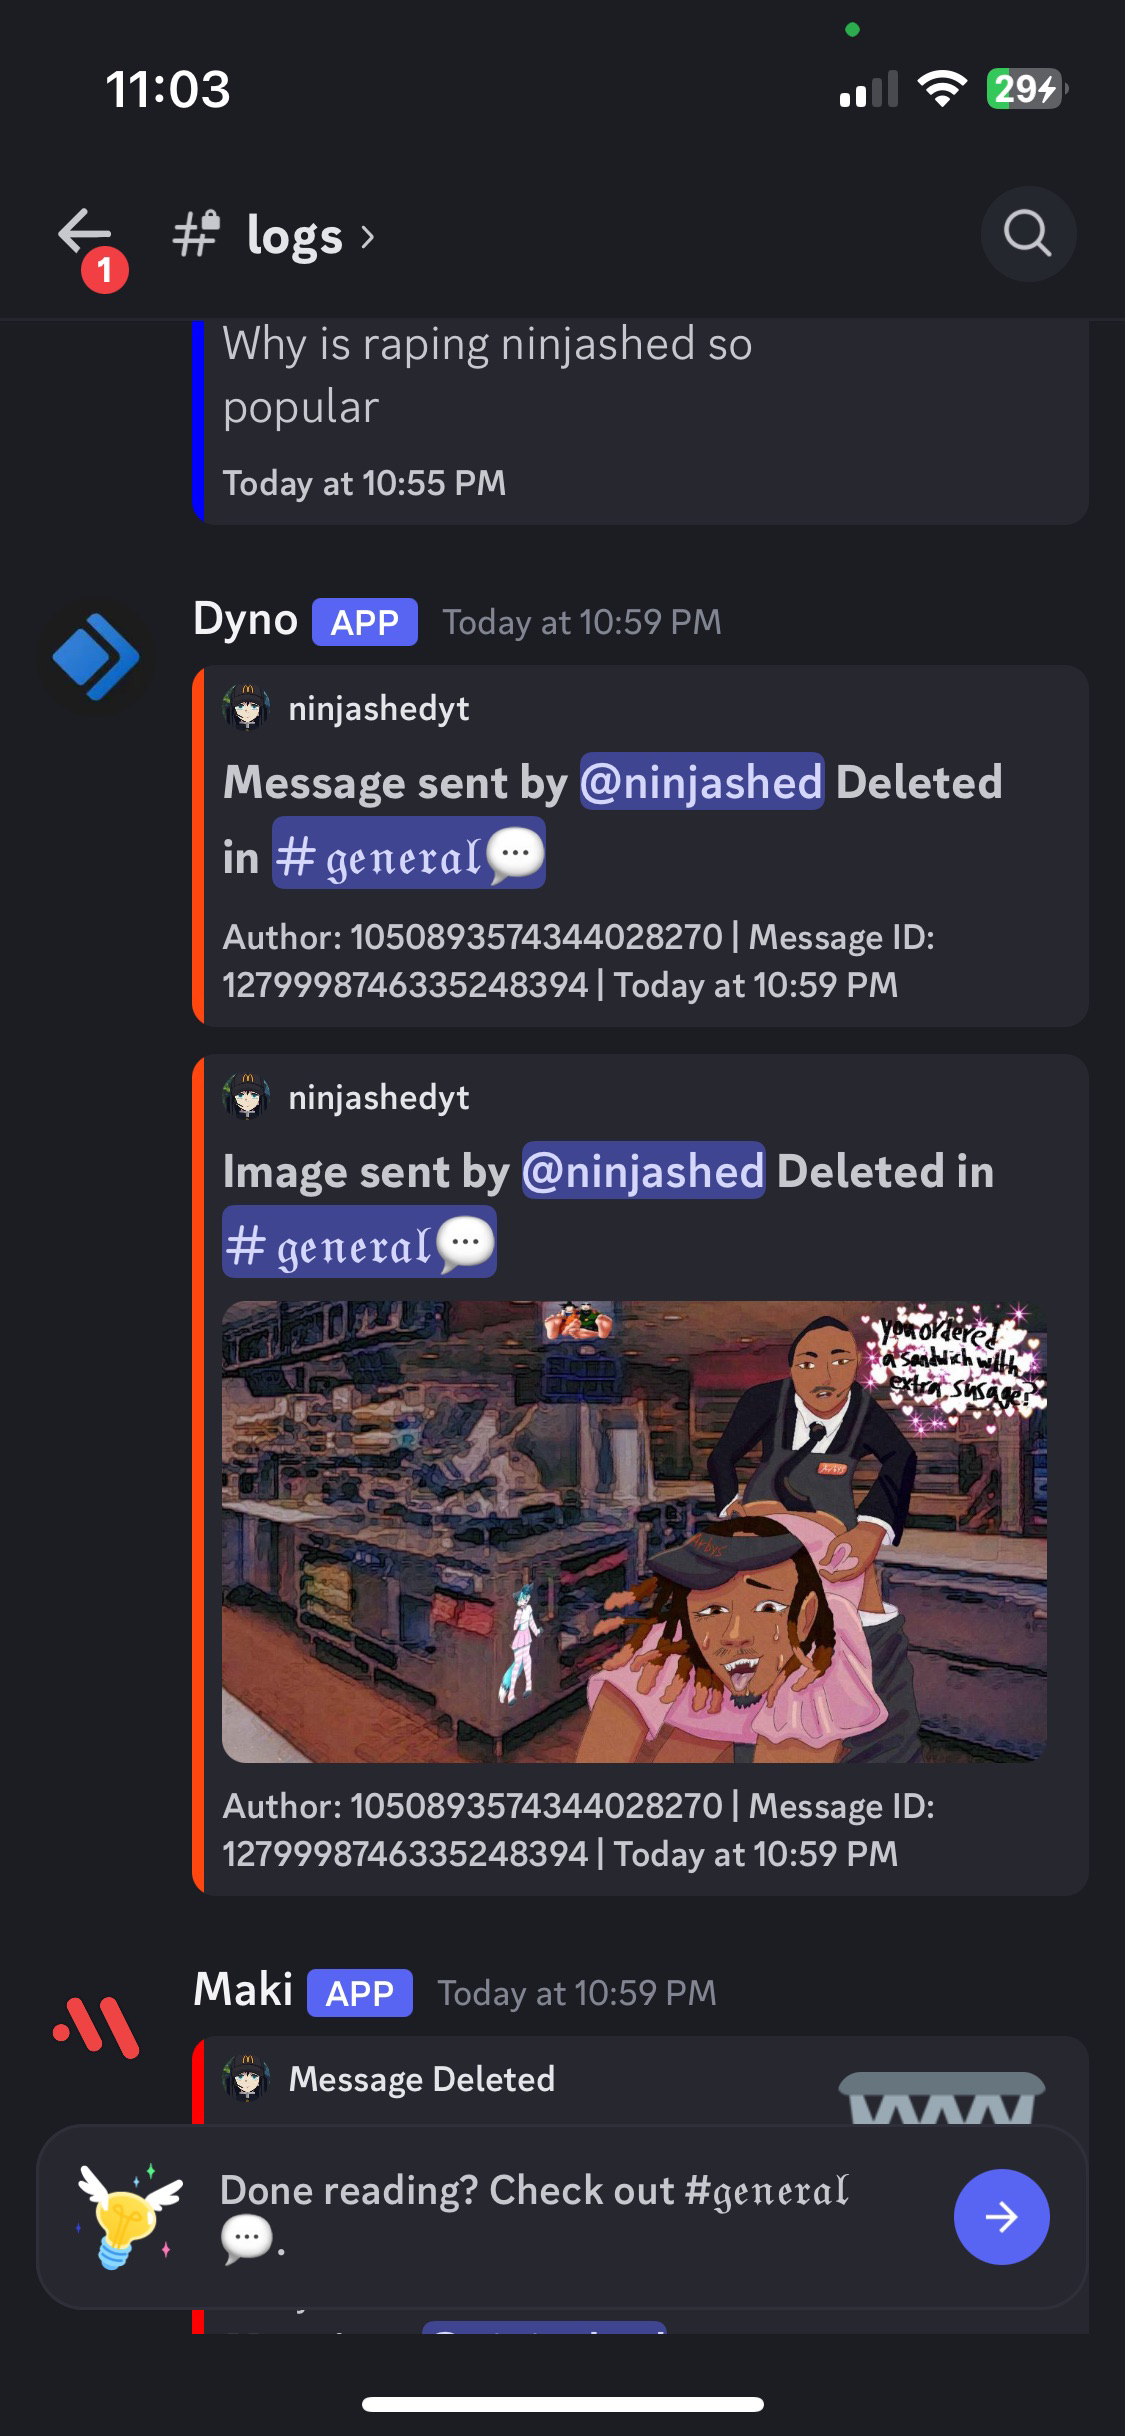 11:03
29
1
# logs ›
Why is raping ninjashed so
popular
Today at 10:55 PM
Dyno APP Today at 10:59 PM
ninjashedyt
Message sent by @ninjashed Deleted
in # 𝔤𝔢𝔫𝔢𝔯𝔞𝔩💬
Author: 1050893574344028270 | Message ID:
1279998746335248394 | Today at 10:59 PM
ninjashedyt
Image sent by @ninjashed Deleted in
# 𝔤𝔢𝔫𝔢𝔯𝔞𝔩💬
you ordered
a sandwich with
extra susage?
Arbys
Arbys
Author: 1050893574344028270 | Message ID:
1279998746335248394 | Today at 10:59 PM
Maki APP Today at 10:59 PM
Message Deleted
Done reading? Check out #𝔤𝔢𝔫𝔢𝔯𝔞𝔩
💬.